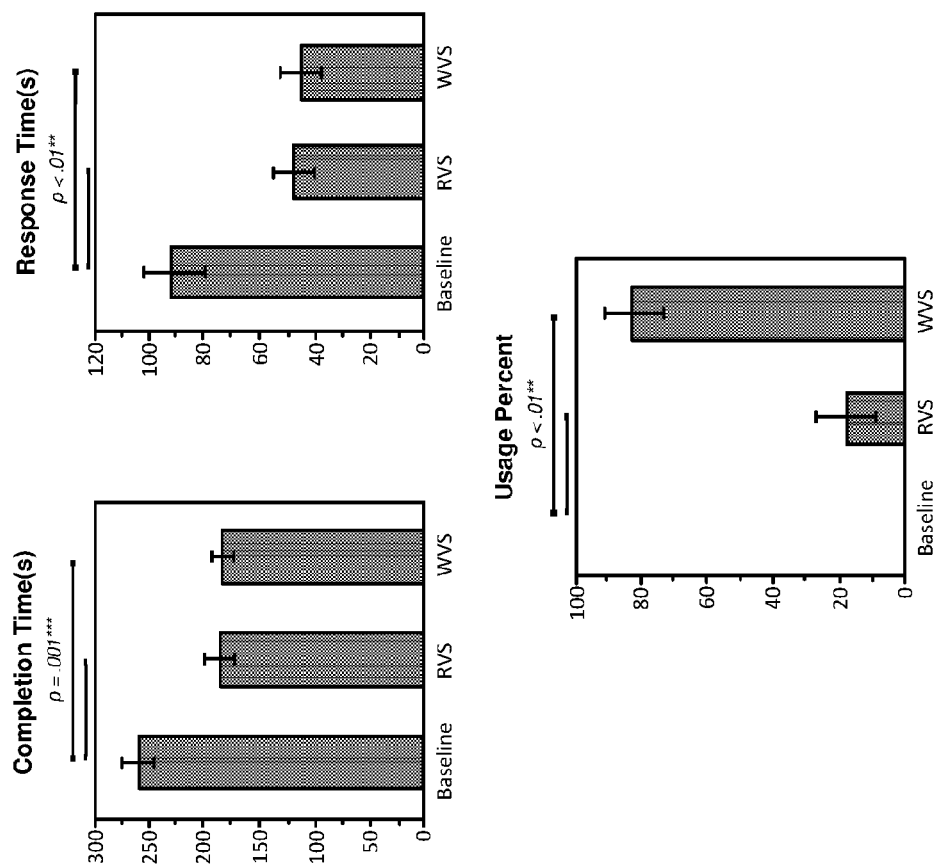 Completion Time(s)
ρ = .001***
300
250
200
150
100
50
0
Baseline
RVS
WVS
Response Time(s)
ρ < .01**
120
100
80
60
40
20
0
Baseline
RVS
WVS
Usage Percent
ρ < .01**
100
80
60
40
20
0
Baseline
RVS
WVS